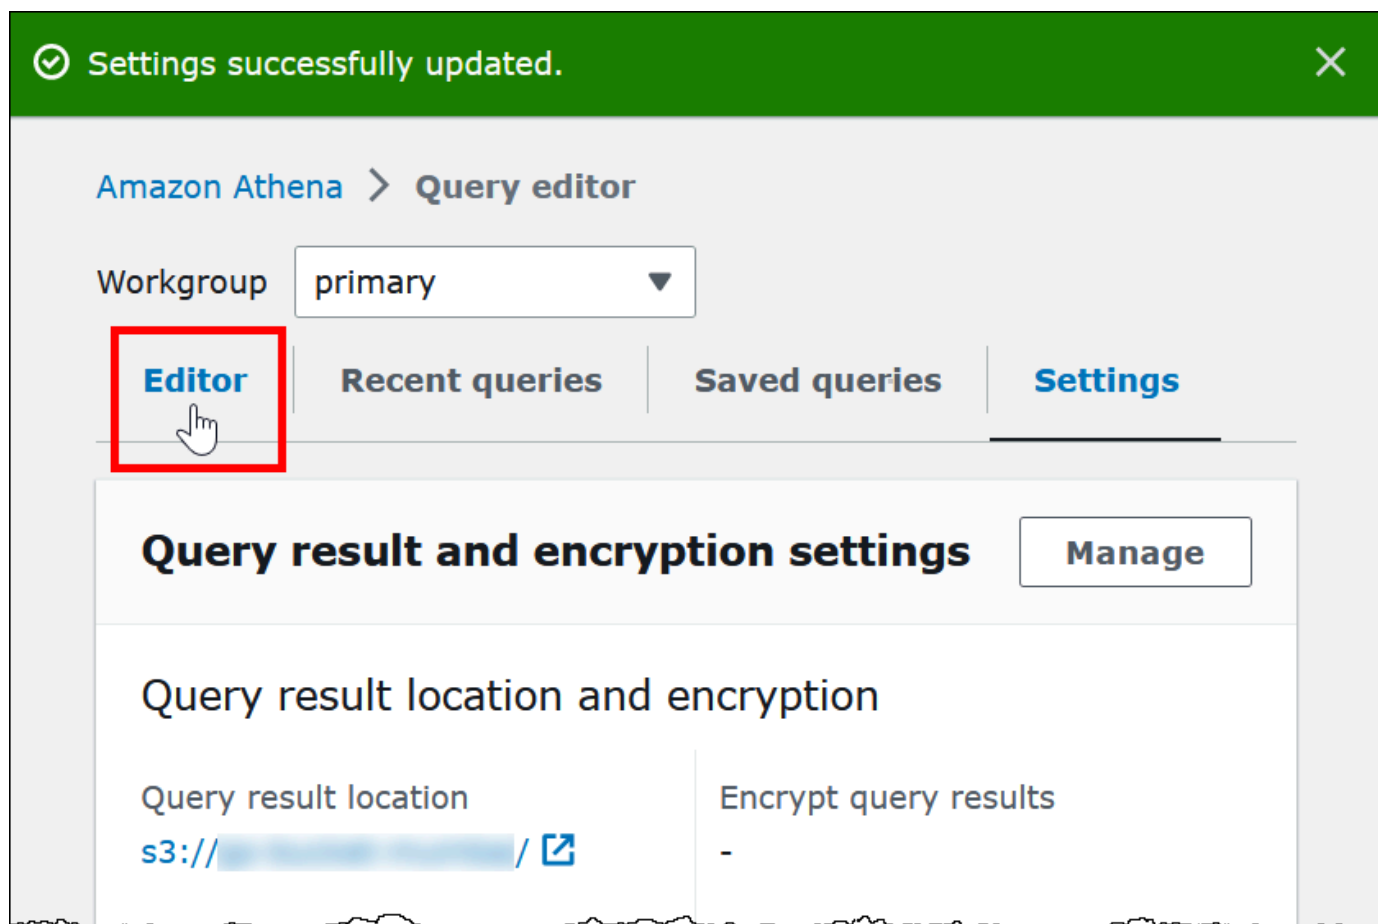 Settings successfully updated.
Amazon Athena > Query editor
Workgroup primary
Editor Recent queries Saved queries Settings
Query result and encryption settings Manage
Query result location and encryption
Query result location Encrypt query results
s3:// / -